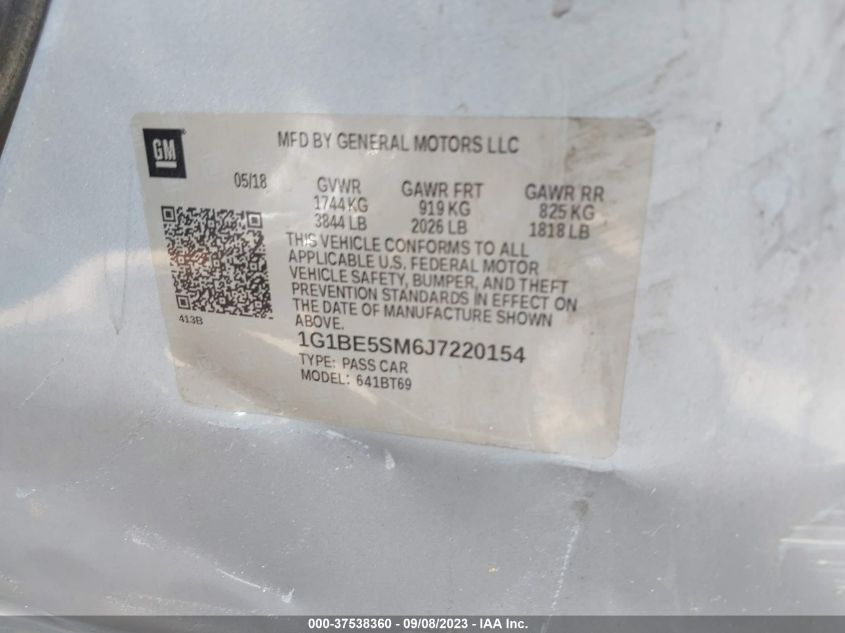 GM
MFD BY GENERAL MOTORS LLC
05/18 GVWR GAWR FRT GAWR RR
1744 KG 919 KG 825 KG
3844 LB 2026 LB 1818 LB
THIS VEHICLE CONFORMS TO ALL
APPLICABLE U.S. FEDERAL MOTOR
VEHICLE SAFETY, BUMPER, AND THEFT
PREVENTION STANDARDS IN EFFECT ON
THE DATE OF MANUFACTURE SHOWN
ABOVE.
413B
1G1BE5SM6J7220154
TYPE: PASS CAR
MODEL: 641BT69
000-37538360 - 09/08/2023 - IAA Inc.